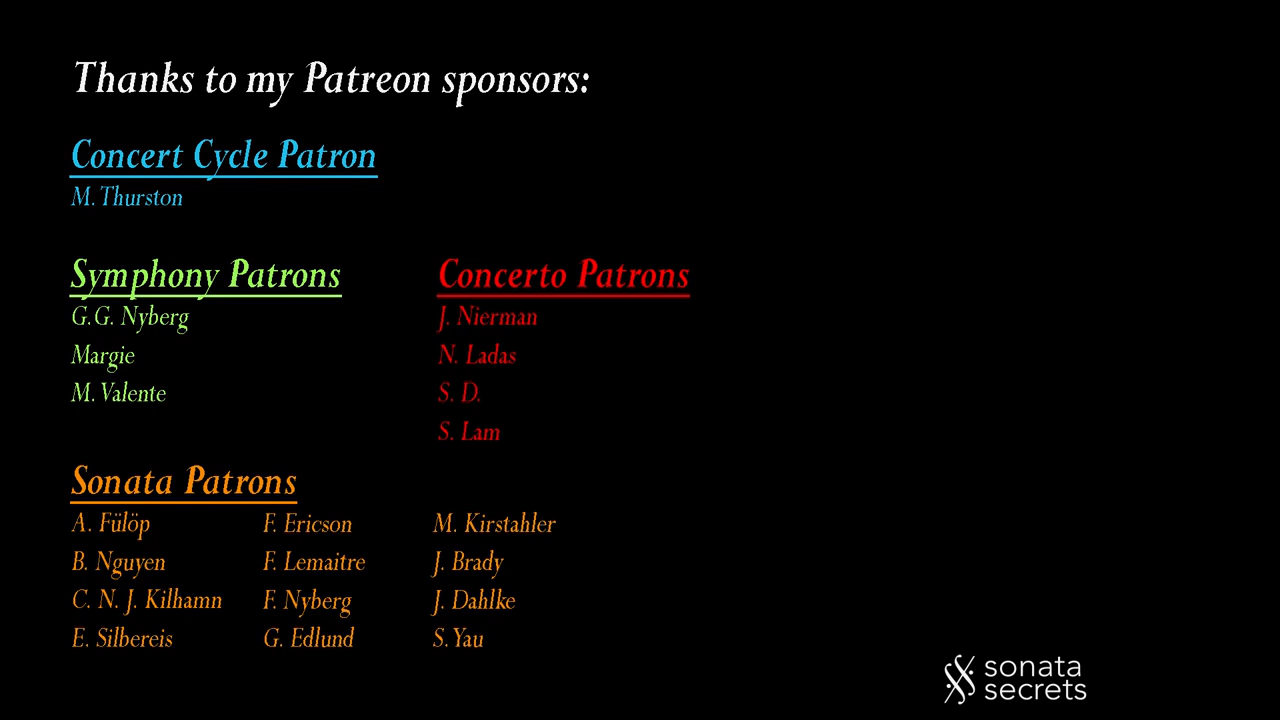 Thanks to my Patreon sponsors:
Concert Cycle Patron
M. Thurston
Symphony Patrons
G.G. Nyberg
Margie
M. Valente
Concerto Patrons
J. Nierman
N. Ladas
S. D.
S. Lam
Sonata Patrons
A. Fülöp
B. Nguyen
C. N. J. Kilhamn
E. Silbereis
F. Ericson
F. Lemaitre
F. Nyberg
G. Edlund
M. Kirstahler
J. Brady
J. Dahlke
S. Yau
sonata
secrets